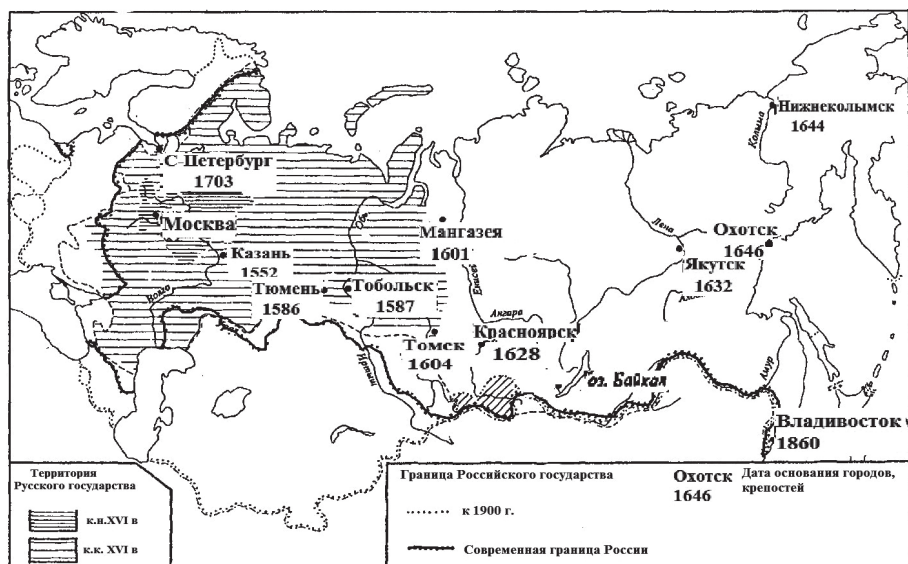 Нижнеколымск
1644
Колыма
С-Петербург
1703
Москва
Казань
1552
Волга
Тюмень
1586
Тобольск
1587
Обь
Мангазея
1601
Енисей
Ангара
Томск
1604
Красноярск
1628
Лена
Охотск
1646
Якутск
1632
Иртыш
Урал
оз. Байкал
Амур
Владивосток
1860
Территория
Русского государства
к.н.XVI в
к.к. XVI в
Граница Российского государства
к 1900 г.
Современная граница России
Охотск
1646
Дата основания городов,
крепостей